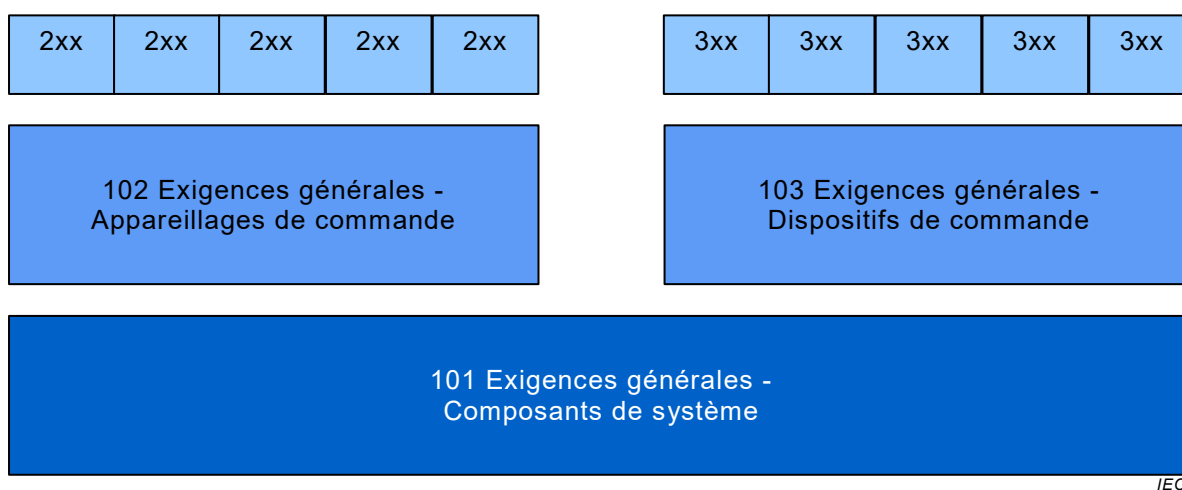 2xx 2xx 2xx 2xx 2xx 3xx 3xx 3xx 3xx 3xx
102 Exigences générales -
Appareillages de commande
103 Exigences générales -
Dispositifs de commande
101 Exigences générales -
Composants de système
IEC